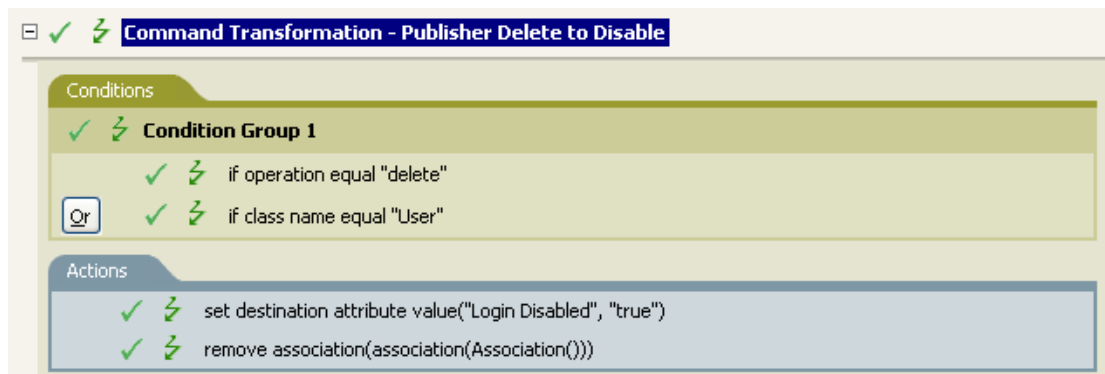 Command Transformation - Publisher Delete to Disable
Conditions
Condition Group 1
if operation equal "delete"
Or if class name equal "User"
Actions
set destination attribute value("Login Disabled", "true")
remove association(association(Association()))